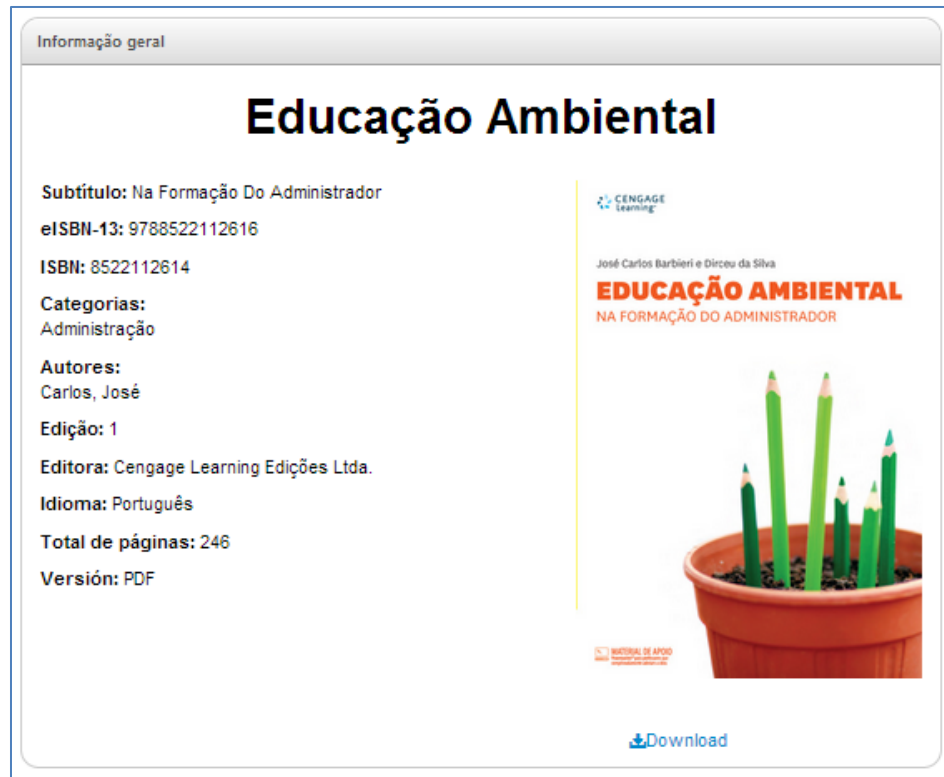 Informação geral
Educação Ambiental
Subtítulo: Na Formação Do Administrador
eISBN-13: 9788522112616
ISBN: 8522112614
Categorias:
Administração
Autores:
Carlos, José
Edição: 1
Editora: Cengage Learning Edições Ltda.
Idioma: Português
Total de páginas: 246
Versión: PDF
CENGAGE
Learning
José Carlos Barbieri e Dirceu da Silva
EDUCAÇÃO AMBIENTAL
NA FORMAÇÃO DO ADMINISTRADOR
MATERIAL DE APOIO
Download